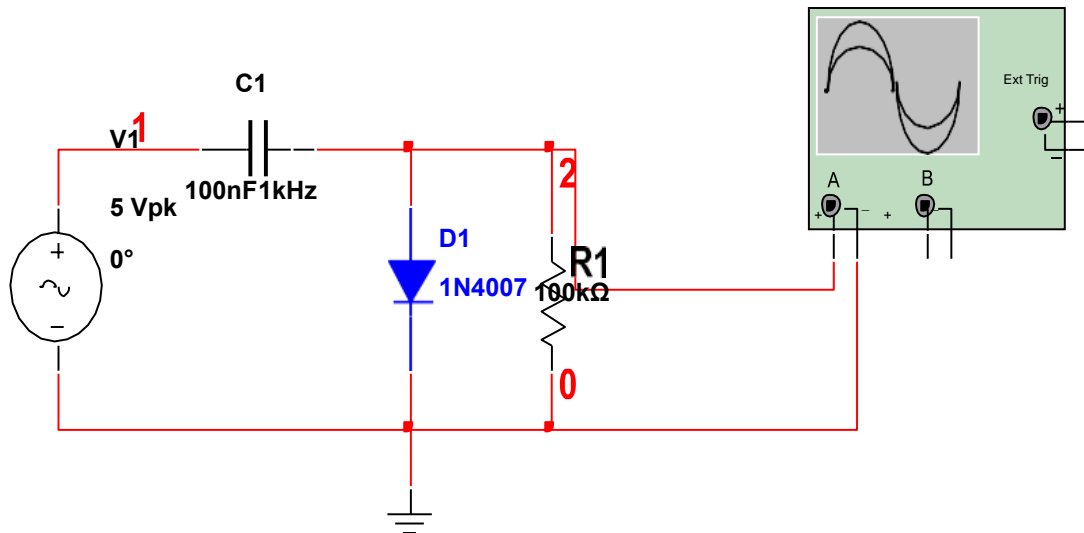 C1
V1
1
100nF1kHz
5 Vpk
0°
+
−
2
D1
1N4007
R1
100kΩ
0
Ext Trig
+
−
A
B
+
−
+
−